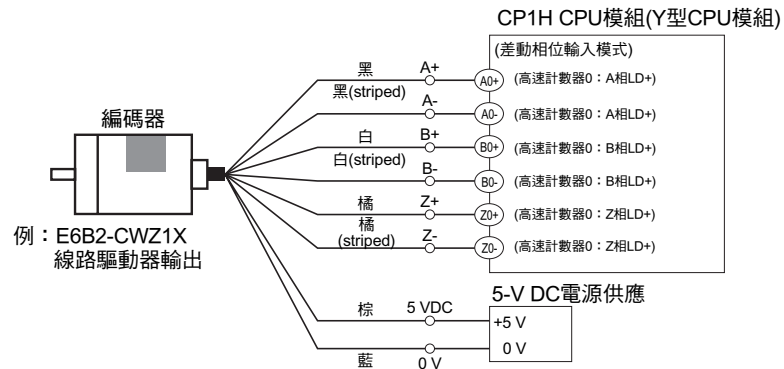 CP1H CPU模組(Y型CPU模組)
(差動相位輸入模式)
黑 A+ A0+ (高速計數器0：A相LD+)
黑(striped) A- A0- (高速計數器0：A相LD+)
白 B+ B0+ (高速計數器0：B相LD+)
白(striped) B- B0- (高速計數器0：B相LD+)
橘 Z+ Z0+ (高速計數器0：Z相LD+)
橘
(striped) Z- Z0- (高速計數器0：Z相LD+)
編碼器
例：E6B2-CWZ1X
線路驅動器輸出
5-V DC電源供應
棕 5 VDC +5 V
藍 0 V 0 V